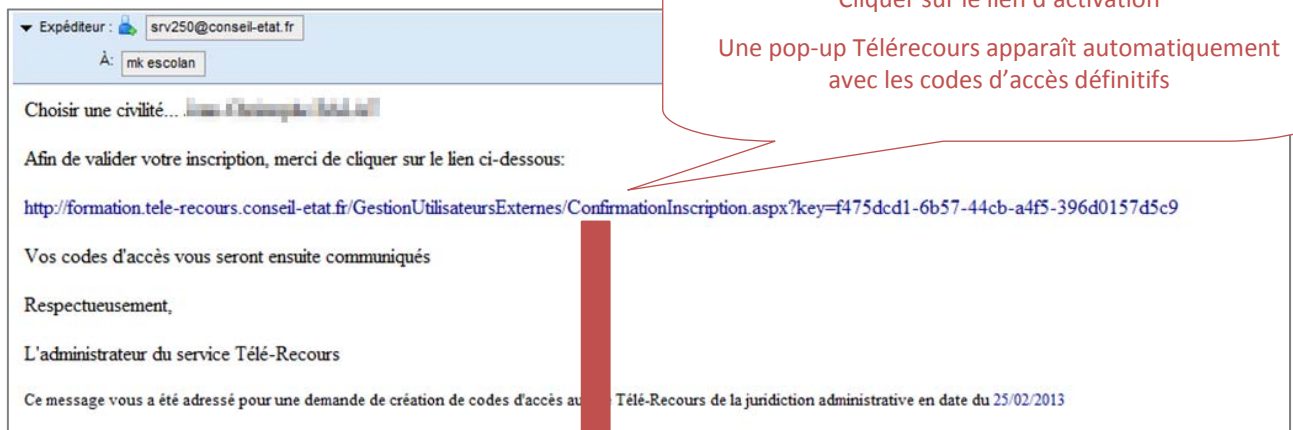 Cliquer sur le lien d'activation
Une pop-up Télérecours apparaît automatiquement
avec les codes d'accès définitifs
Expéditeur : srv250@conseil-etat.fr
À: mk escolan
Choisir une civilité...
Afin de valider votre inscription, merci de cliquer sur le lien ci-dessous:
http://formation.tele-recours.conseil-etat.fr/GestionUtilisateursExternes/ConfirmationInscription.aspx?key=f475dcd1-6b57-44cb-a4f5-396d0157d5c9
Vos codes d'accès vous seront ensuite communiqués
Respectueusement,
L'administrateur du service Télé-Recours
Ce message vous a été adressé pour une demande de création de codes d'accès Télé-Recours de la juridiction administrative en date du 25/02/2013